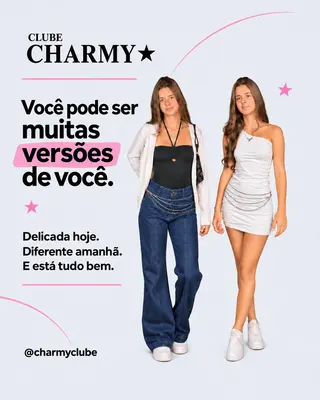 CLUBE
CHARMY★
Você pode ser
muitas
versões
de você.
Delicada hoje.
Diferente amanhã.
E está tudo bem.
@charmyclube